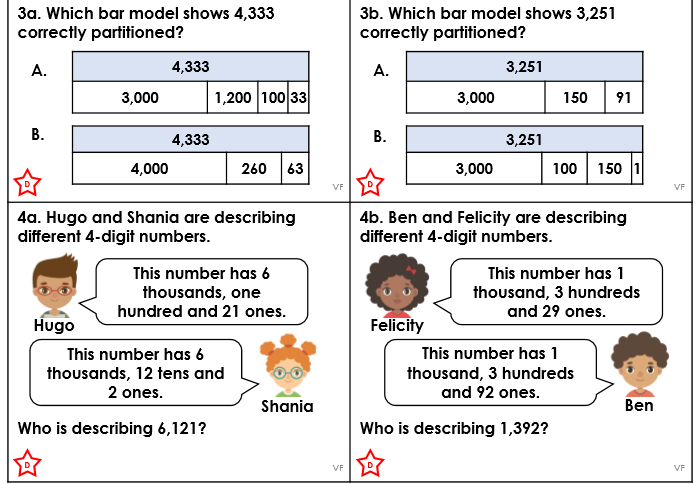 3a. Which bar model shows 4,333
correctly partitioned?
A.
4,333
3,000 1,200 100 33
B.
4,333
4,000 260 63
D
VF
3b. Which bar model shows 3,251
correctly partitioned?
A.
3,251
3,000 150 91
B.
3,251
3,000 100 150 1
D
VF
4a. Hugo and Shania are describing
different 4-digit numbers.
This number has 6
thousands, one
hundred and 21 ones.
Hugo
This number has 6
thousands, 12 tens and
2 ones.
Shania
Who is describing 6,121?
D
VF
4b. Ben and Felicity are describing
different 4-digit numbers.
This number has 1
thousand, 3 hundreds
and 29 ones.
Felicity
This number has 1
thousand, 3 hundreds
and 92 ones.
Ben
Who is describing 1,392?
D
VF